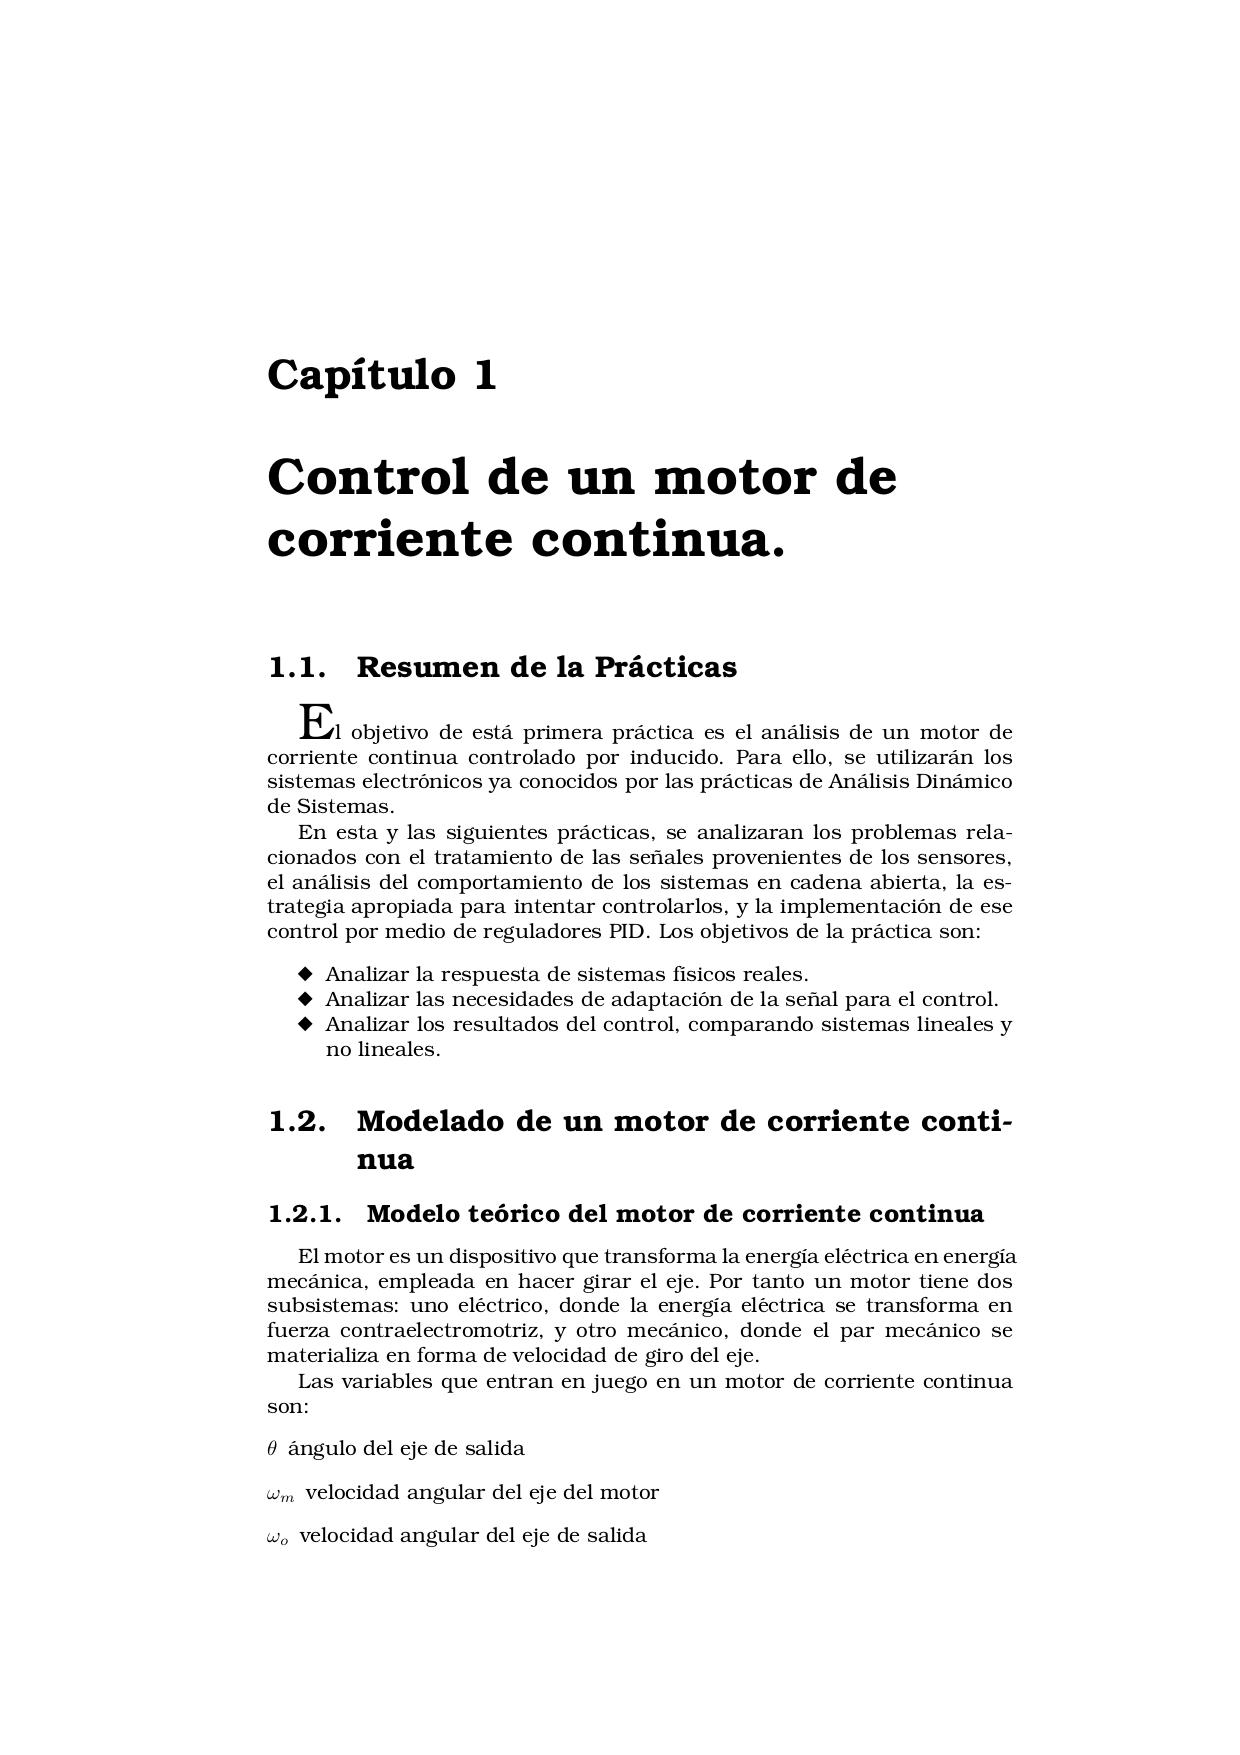 Capítulo 1
Control de un motor de
corriente continua.
1.1. Resumen de la Prácticas
El objetivo de está primera práctica es el análisis de un motor de
corriente continua controlado por inducido. Para ello, se utilizarán los
sistemas electrónicos ya conocidos por las prácticas de Análisis Dinámico
de Sistemas.
En esta y las siguientes prácticas, se analizaran los problemas rela-
cionados con el tratamiento de las señales provenientes de los sensores,
el análisis del comportamiento de los sistemas en cadena abierta, la es-
trategia apropiada para intentar controlarlos, y la implementación de ese
control por medio de reguladores PID. Los objetivos de la práctica son:
◆ Analizar la respuesta de sistemas físicos reales.
◆ Analizar las necesidades de adaptación de la señal para el control.
◆ Analizar los resultados del control, comparando sistemas lineales y
no lineales.
1.2. Modelado de un motor de corriente conti-
nua
1.2.1. Modelo teórico del motor de corriente continua
El motor es un dispositivo que transforma la energía eléctrica en energía
mecánica, empleada en hacer girar el eje. Por tanto un motor tiene dos
subsistemas: uno eléctrico, donde la energía eléctrica se transforma en
fuerza contraelectromotriz, y otro mecánico, donde el par mecánico se
materializa en forma de velocidad de giro del eje.
Las variables que entran en juego en un motor de corriente continua
son:
θ ángulo del eje de salida
ω_m velocidad angular del eje del motor
ω_o velocidad angular del eje de salida